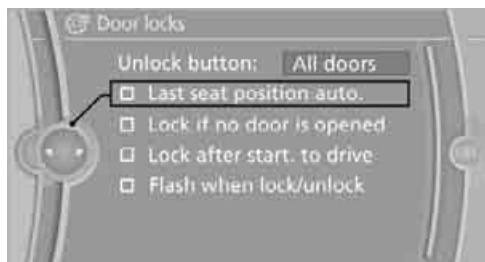 Door locks
Unlock button: All doors
Last seat position auto.
Lock if no door is opened
Lock after start. to drive
Flash when lock/unlock